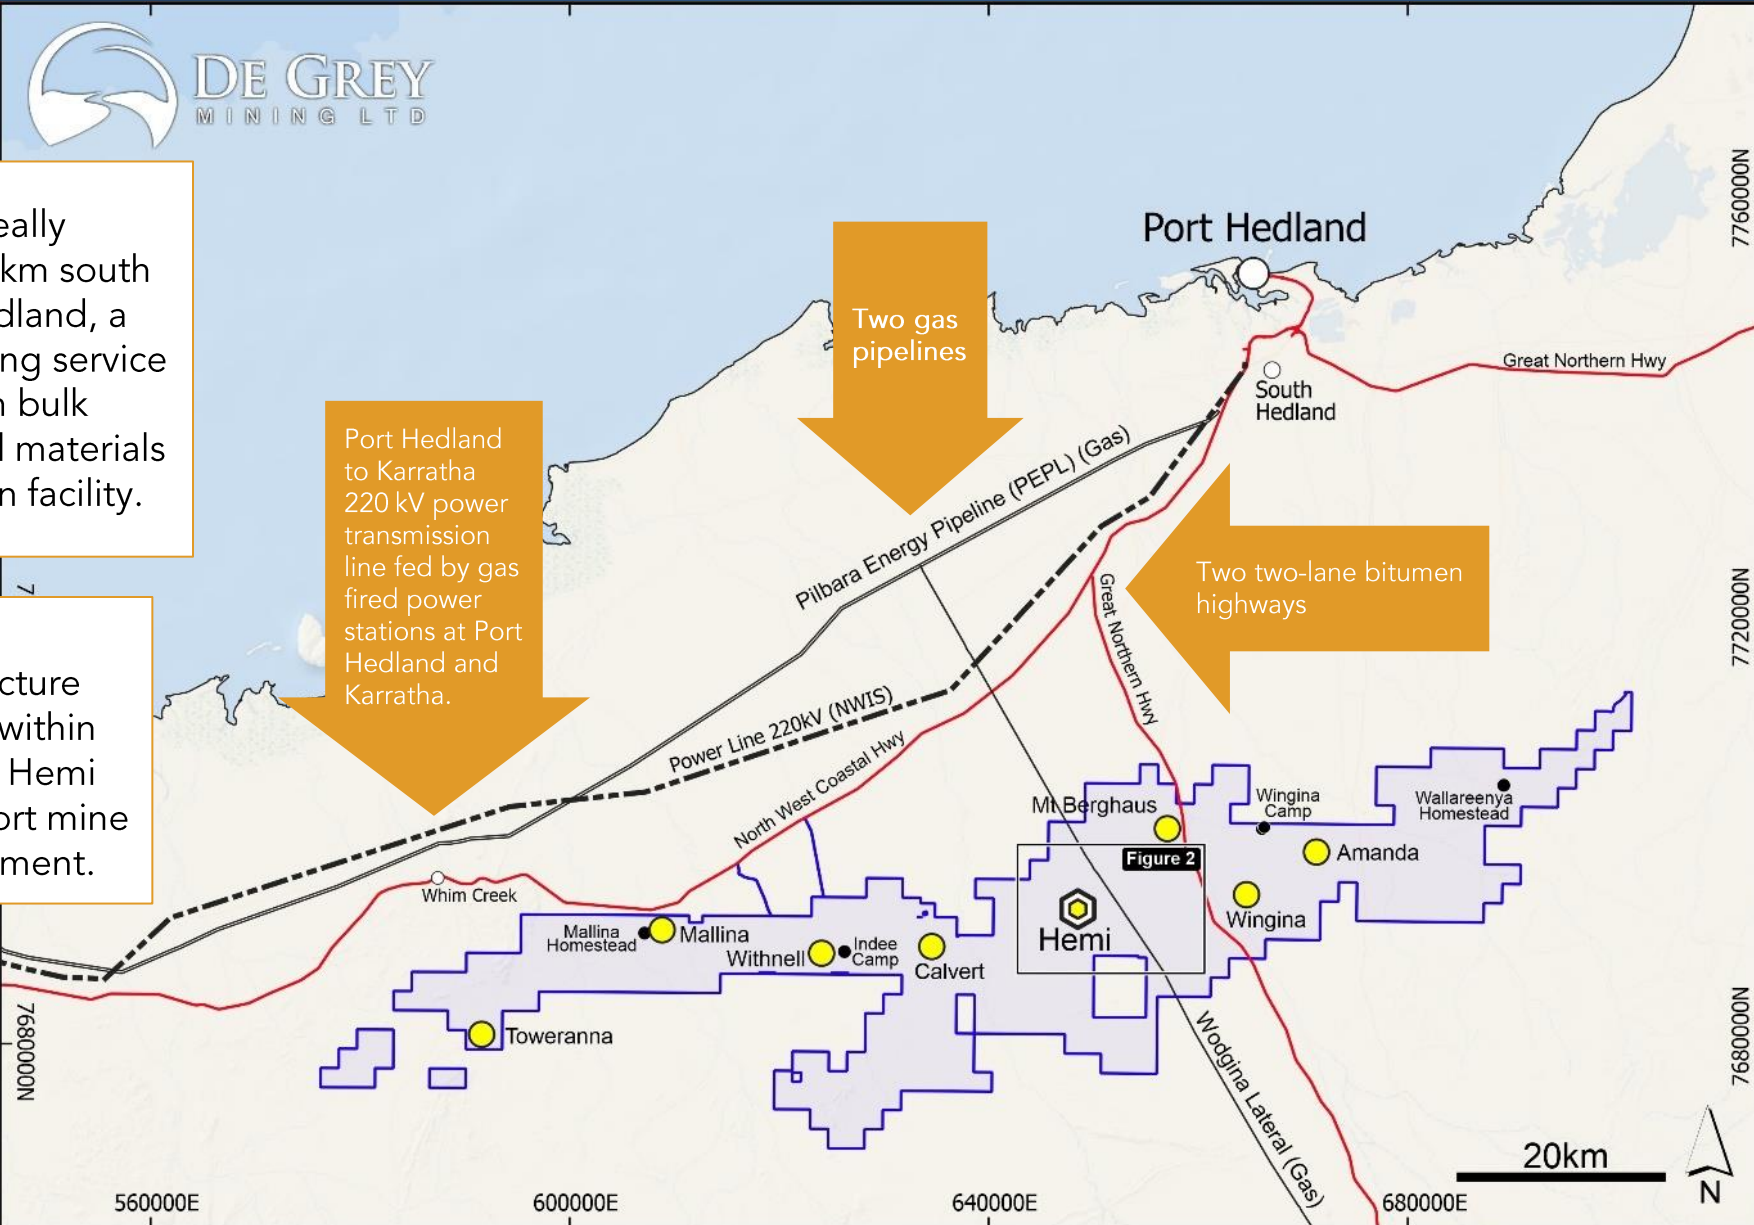 DE GREY
MINING LTD
eally
km south
dland, a
ng service
bulk
materials
n facility.
cture
within
Hemi
ort mine
ment.
Port Hedland
to Karratha
220 kV power
transmission
line fed by gas
fired power
stations at Port
Hedland and
Karratha.
Two gas
pipelines
Two two-lane bitumen
highways
Port Hedland
South
Hedland
Great Northern Hwy
Pilbara Energy Pipeline (PEPL) (Gas)
Power Line 220kV (NWIS)
North West Coastal Hwy
Great Northern Hwy
Whim Creek
Mt Berghaus
Wingina
Camp
Wallareenya
Homestead
Figure 2
Amanda
Wingina
Hemi
Mallina
Homestead
Mallina
Withnell
Indee
Camp
Calvert
Toweranna
Wodgina Lateral (Gas)
20km
N
560000E
600000E
640000E
680000E
7760000N
7720000N
7680000N
7
7680000N